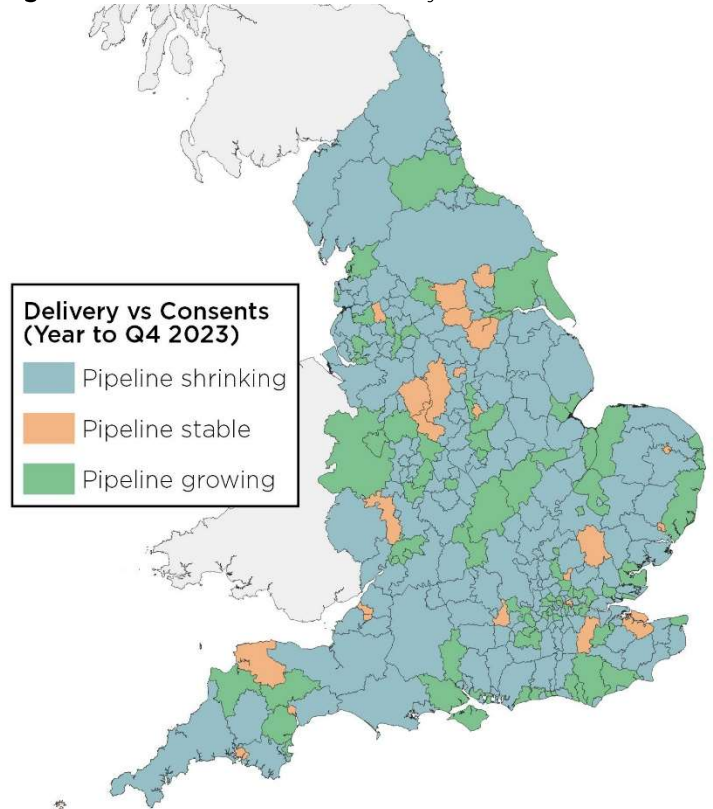 Delivery vs Consents
(Year to Q4 2023)
Pipeline shrinking
Pipeline stable
Pipeline growing